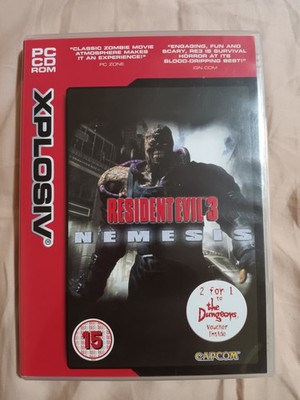 PC
CD
ROM
"CLASSIC ZOMBIE MOVIE
ATMOSPHERE MAKES
IT AN EXPERIENCE!"
PC ZONE
"ENGAGING, FUN AND
SCARY, RE3 IS SURVIVAL
HORROR AT ITS
BLOOD-DRIPPING BEST!"
IGN.COM
XPLOSIV®
RESIDENT EVIL 3
NEMESIS
2 for 1
to
the
Dungeons
Voucher
Inside
15
CAPCOM